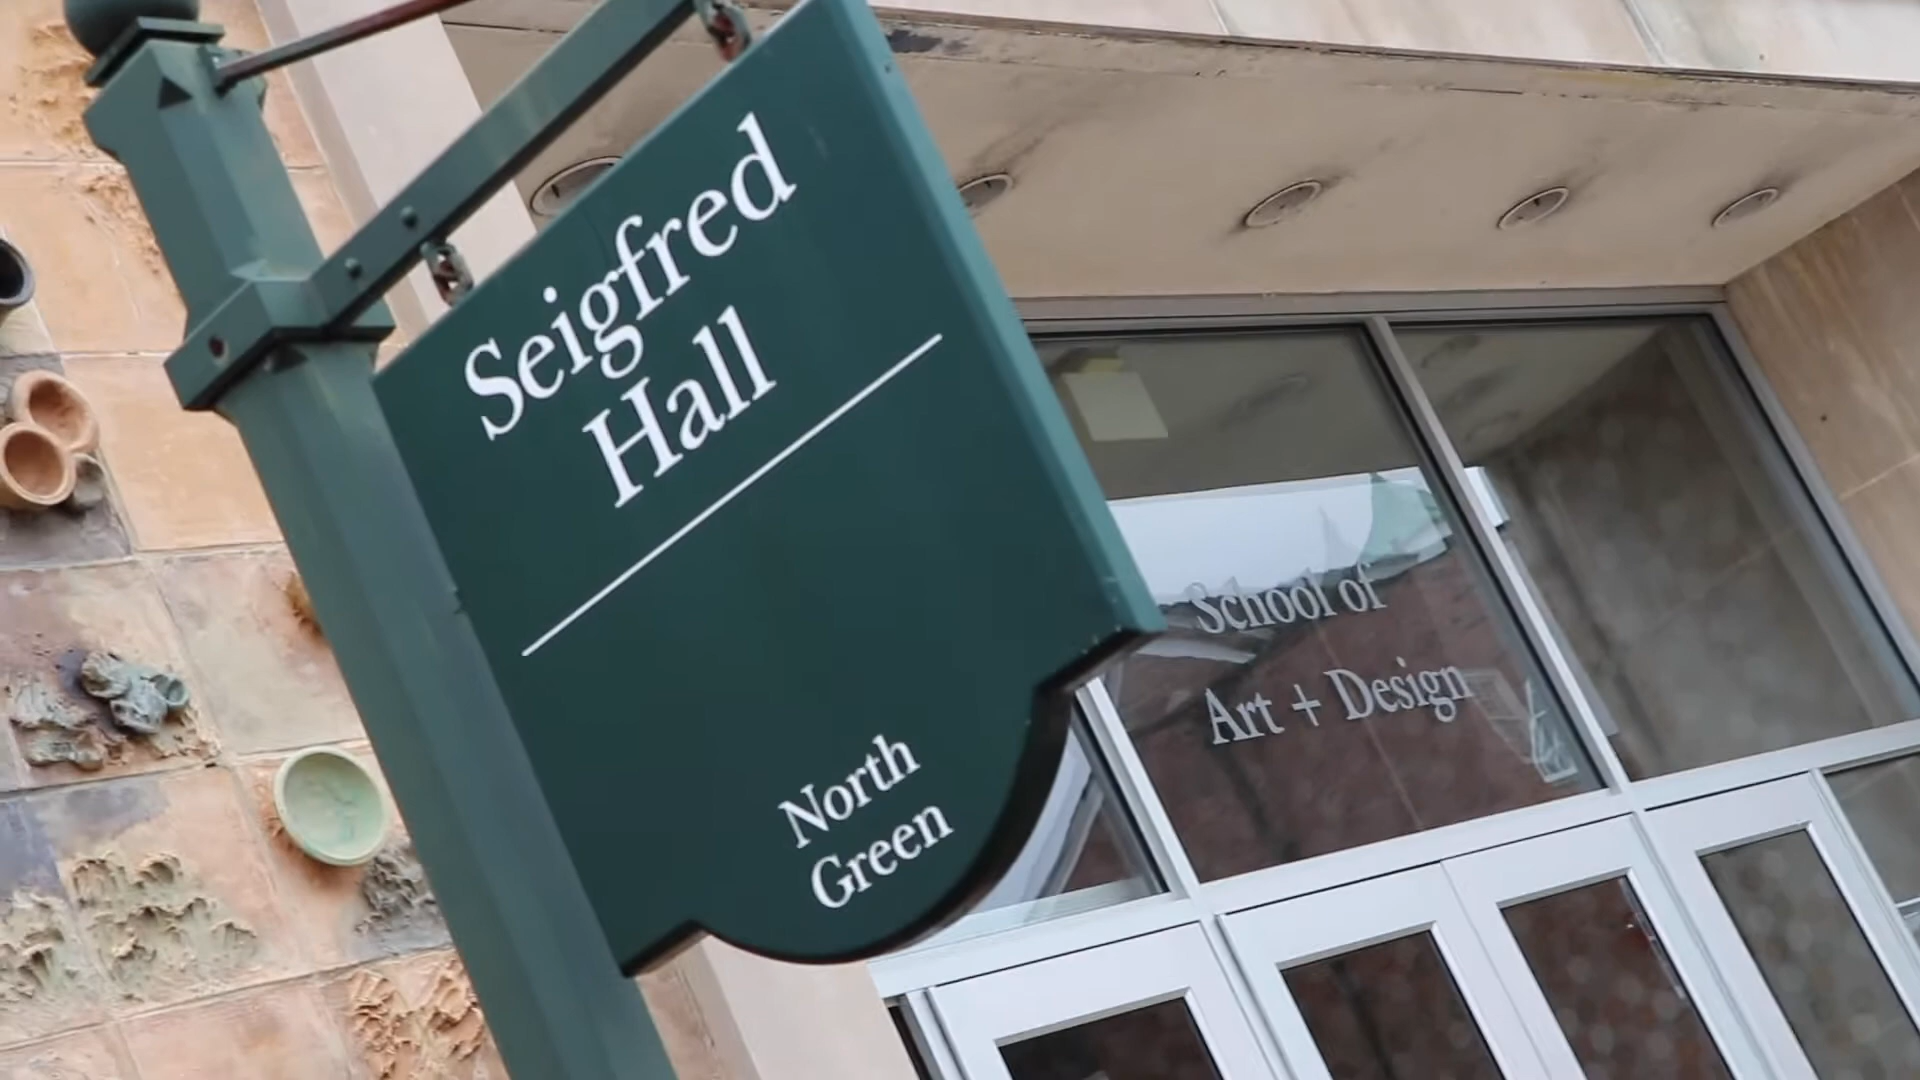 Seigfred
Hall
North
Green
School of
Art + Design